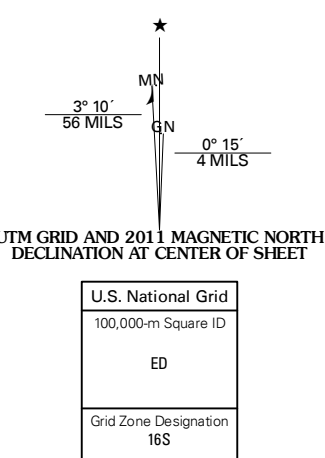 ★
MN
3° 10´
56 MILS
GN
0° 15´
4 MILS
UTM GRID AND 2011 MAGNETIC NORTH
DECLINATION AT CENTER OF SHEET
U.S. National Grid
100,000-m Square ID
ED
Grid Zone Designation
16S